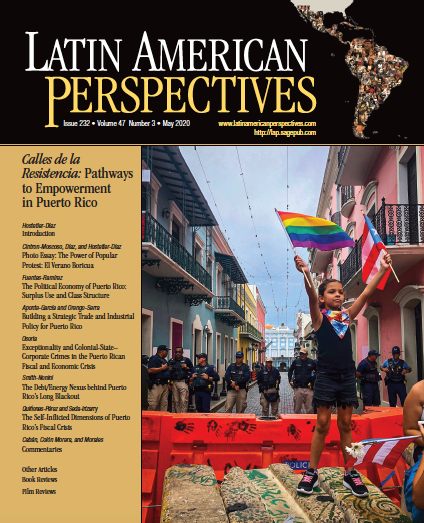 LATIN AMERICAN
PERSPECTIVES
Issue 232 • Volume 47 Number 3 • May 2020
www.latinamericanperspectives.com
http://lap.sagepub.com
Calles de la
Resistencia: Pathways
to Empowerment
in Puerto Rico
Hostetler-Díaz
Introduction
Cintrón-Moscoso, Díaz, and Hostetler-Díaz
Photo Essay: The Power of Popular
Protest: El Verano Boricua
Fuentes-Ramírez
The Political Economy of Puerto Rico:
Surplus Use and Class Structure
Aponte-García and Orengo-Serra
Building a Strategic Trade and Industrial
Policy for Puerto Rico
Osoria
Exceptionality and Colonial-State–
Corporate Crimes in the Puerto Rican
Fiscal and Economic Crisis
Smith-Nonini
The Debt/Energy Nexus behind Puerto
Rico's Long Blackout
Quiñones-Pérez and Seda-Irizarry
The Self-Inflicted Dimensions of Puerto
Rico's Fiscal Crisis
Cabán, Colón Morera, and Morales
Commentaries
Other Articles
Book Reviews
Film Reviews
POLICIA